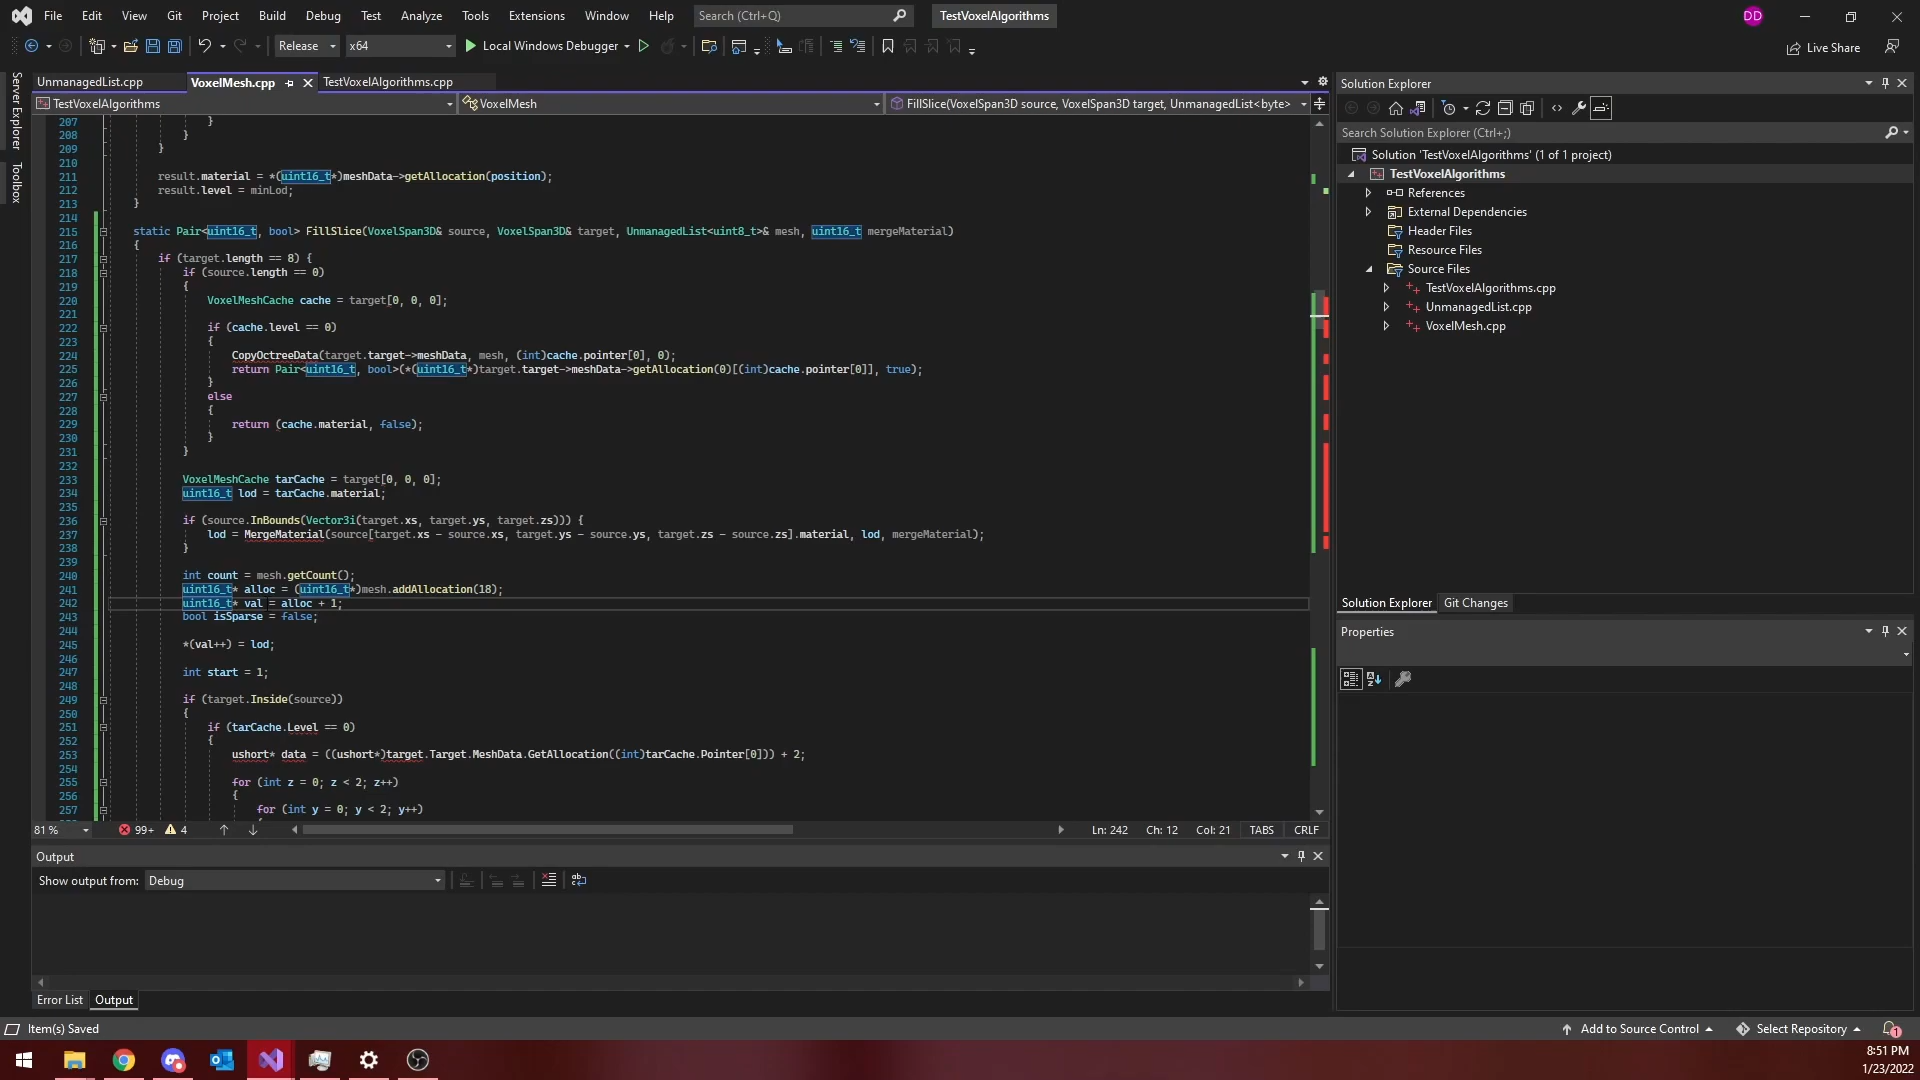 File Edit View Git Project Build Debug Test Analyze Tools Extensions Window Help Search (Ctrl+Q) TestVoxelAlgorithms DD
Release x64 Local Windows Debugger Live Share
Server Explorer
Toolbox
UnmanagedList.cpp VoxelMesh.cpp TestVoxelAlgorithms.cpp
TestVoxelAlgorithms VoxelMesh FillSlice(VoxelSpan3D source, VoxelSpan3D target, UnmanagedList<byte>
207 }
208 }
209 }
210
211 result.material = *(uint16_t*)meshData->getAllocation(position);
212 result.level = minLod;
213 }
214
215 static Pair<uint16_t, bool> FillSlice(VoxelSpan3D& source, VoxelSpan3D& target, UnmanagedList<uint8_t>& mesh, uint16_t mergeMaterial)
216 {
217 if (target.length == 8) {
218 if (source.length == 0)
219 {
220 VoxelMeshCache cache = target[0, 0, 0];
221
222 if (cache.level == 0)
223 {
224 CopyOctreeData(target.target->meshData, mesh, (int)cache.pointer[0], 0);
225 return Pair<uint16_t, bool>(*(uint16_t*)target.target->meshData->getAllocation(0)[(int)cache.pointer[0]], true);
226 }
227 else
228 {
229 return (cache.material, false);
230 }
231 }
232
233 VoxelMeshCache tarCache = target[0, 0, 0];
234 uint16_t lod = tarCache.material;
235
236 if (source.InBounds(Vector3i(target.xs, target.ys, target.zs))) {
237 lod = MergeMaterial(source[target.xs - source.xs, target.ys - source.ys, target.zs - source.zs].material, lod, mergeMaterial);
238 }
239
240 int count = mesh.getCount();
241 uint16_t* alloc = (uint16_t*)mesh.addAllocation(18);
242 uint16_t* val = alloc + 1;
243 bool isSparse = false;
244
245 *(val++) = lod;
246
247 int start = 1;
248
249 if (target.Inside(source))
250 {
251 if (tarCache.Level == 0)
252 {
253 ushort* data = ((ushort*)target.Target.MeshData.GetAllocation((int)tarCache.Pointer[0])) + 2;
254
255 for (int z = 0; z < 2; z++)
256 {
257 for (int y = 0; y < 2; y++)
81 % 99+ 4 Ln: 242 Ch: 12 Col: 21 TABS CRLF
Output
Show output from: Debug
Error List Output
Solution Explorer
Search Solution Explorer (Ctrl+;)
Solution 'TestVoxelAlgorithms' (1 of 1 project)
TestVoxelAlgorithms
References
External Dependencies
Header Files
Resource Files
Source Files
TestVoxelAlgorithms.cpp
UnmanagedList.cpp
VoxelMesh.cpp
Solution Explorer Git Changes
Properties
Item(s) Saved Add to Source Control Select Repository 1
8:51 PM
1/23/2022